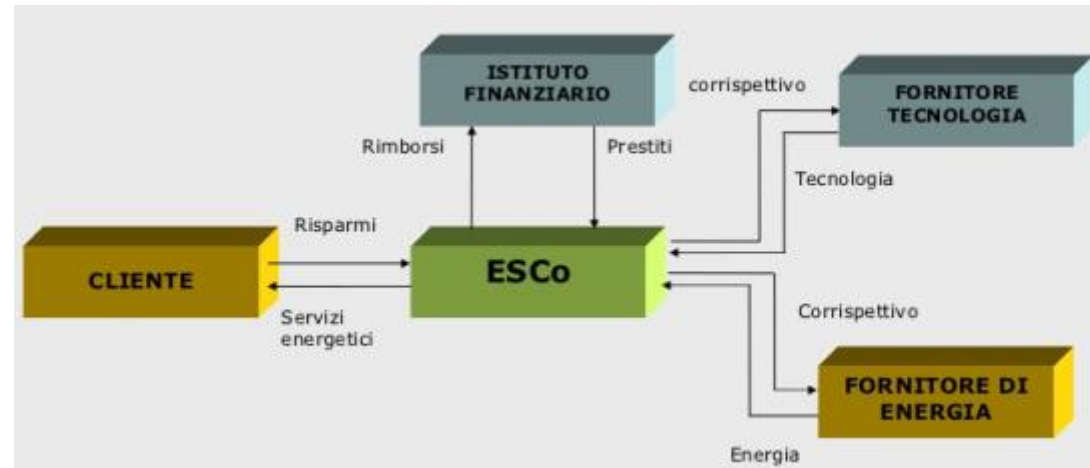 ISTITUTO
FINANZIARIO
corrispettivo
FORNITORE
TECNOLOGIA
Rimborsi
Prestiti
Tecnologia
Risparmi
CLIENTE
ESCo
Servizi
energetici
Corrispettivo
FORNITORE DI
ENERGIA
Energia